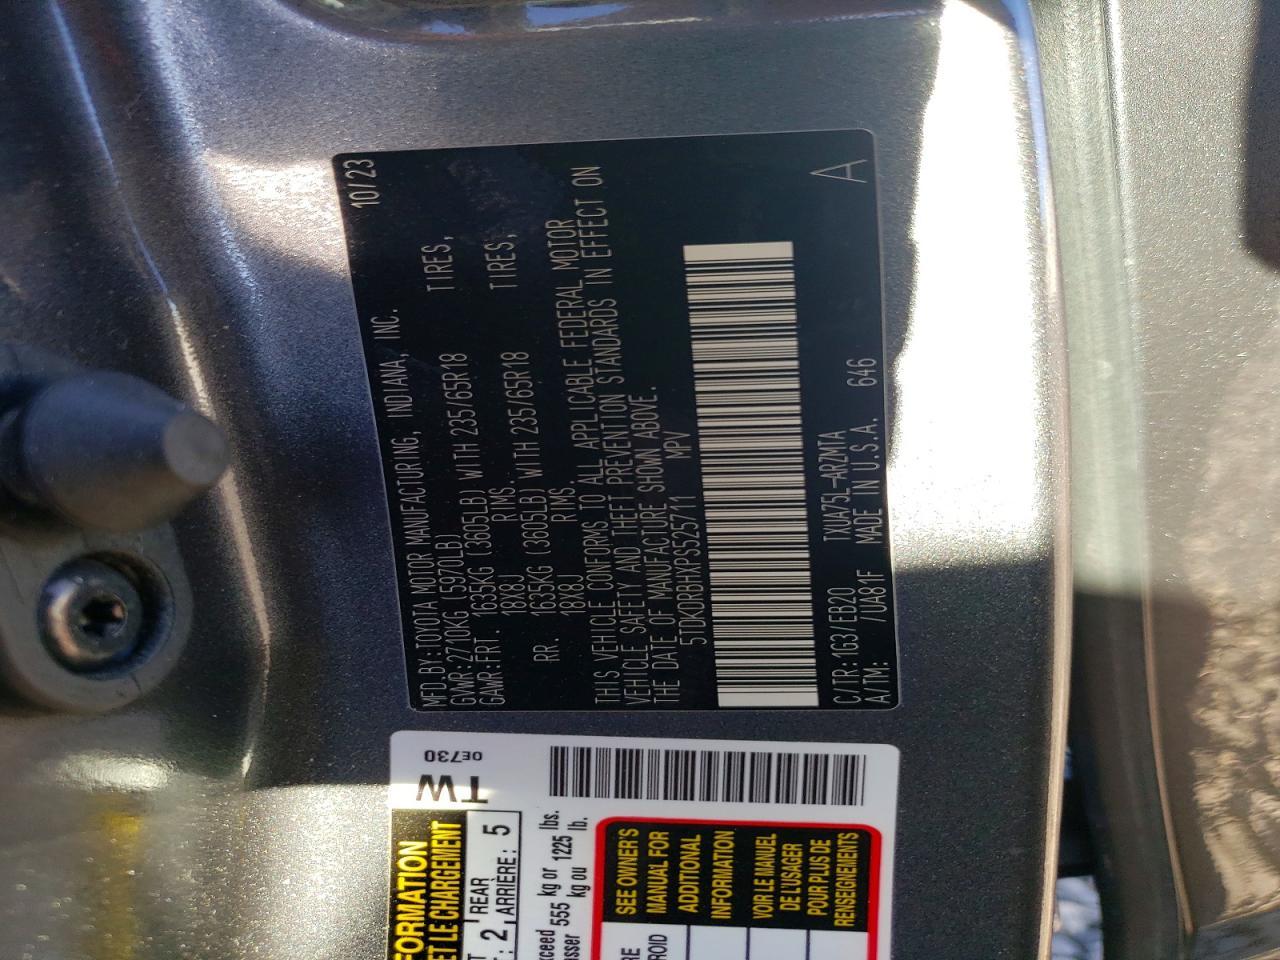 MFD.BY:TOYOTA MOTOR MANUFACTURING, INDIANA, INC. 10/23
GVWR:2710KG (5970LB)
GAWR:FRT. 1635KG (3605LB) WITH 235/65R18 TIRES,
18X8J RIMS.
RR. 1635KG (3605LB) WITH 235/65R18 TIRES,
18X8J RIMS.
THIS VEHICLE CONFORMS TO ALL APPLICABLE FEDERAL MOTOR
VEHICLE SAFETY AND THEFT PREVENTION STANDARDS IN EFFECT ON
THE DATE OF MANUFACTURE SHOWN ABOVE.
5TDKDRBHXPS525711 MPV
C/TR:1G3/EB20 TXUA75L-ARZMTA
A/TM: /UA81F MADE IN U.S.A. 646
A
TW
0E730
FORMATION
ET LE CHARGEMENT
: 2 REAR
ARRIÈRE : 5
xceed 555 kg or 1225 lbs.
asser kg ou lb.
SEE OWNER'S
MANUAL FOR
ADDITIONAL
INFORMATION
VOIR LE MANUEL
DE L'USAGER
POUR PLUS DE
RENSEIGNEMENTS
RE
ROID